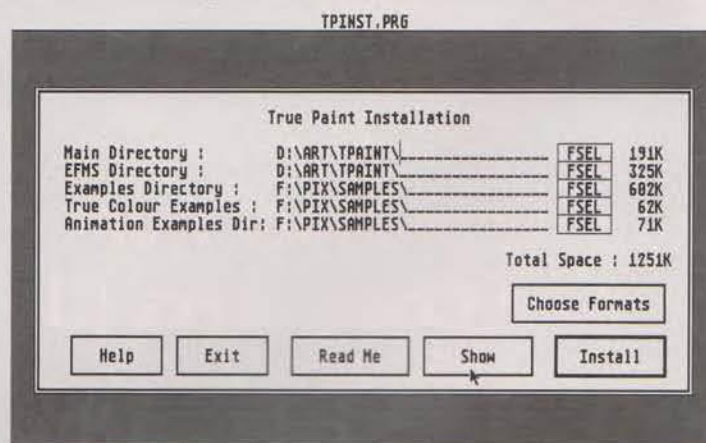 TPINST.PRG
True Paint Installation
Main Directory : D:\ART\TPAINT\ FSEL 191K
EFMS Directory : D:\ART\TPAINT\ FSEL 325K
Examples Directory : F:\PIX\SAMPLES\ FSEL 602K
True Colour Examples : F:\PIX\SAMPLES\ FSEL 62K
Animation Examples Dir: F:\PIX\SAMPLES\ FSEL 71K
Total Space : 1251K
Choose Formats
Help Exit Read Me Show Install